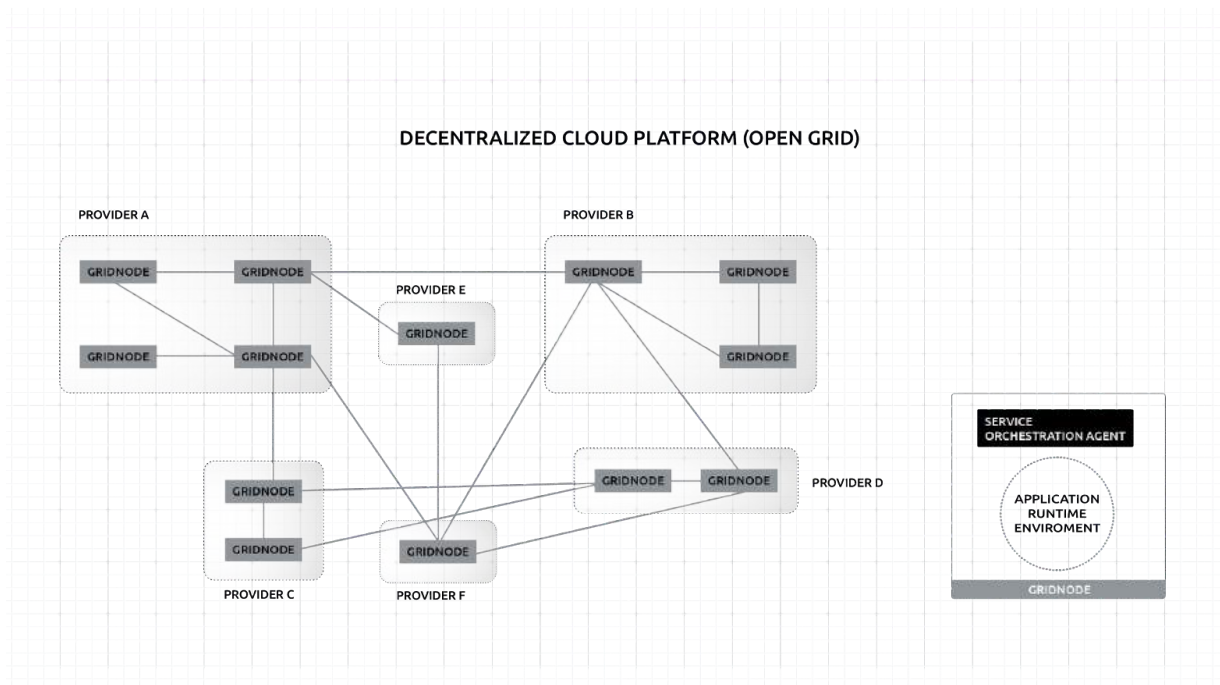 DECENTRALIZED CLOUD PLATFORM (OPEN GRID)
PROVIDER A
PROVIDER B
GRIDNODE
GRIDNODE
GRIDNODE
GRIDNODE
PROVIDER E
GRIDNODE
GRIDNODE
GRIDNODE
GRIDNODE
SERVICE
ORCHESTRATION AGENT
GRIDNODE
GRIDNODE
PROVIDER D
GRIDNODE
APPLICATION
RUNTIME
ENVIROMENT
GRIDNODE
GRIDNODE
GRIDNODE
PROVIDER C
PROVIDER F